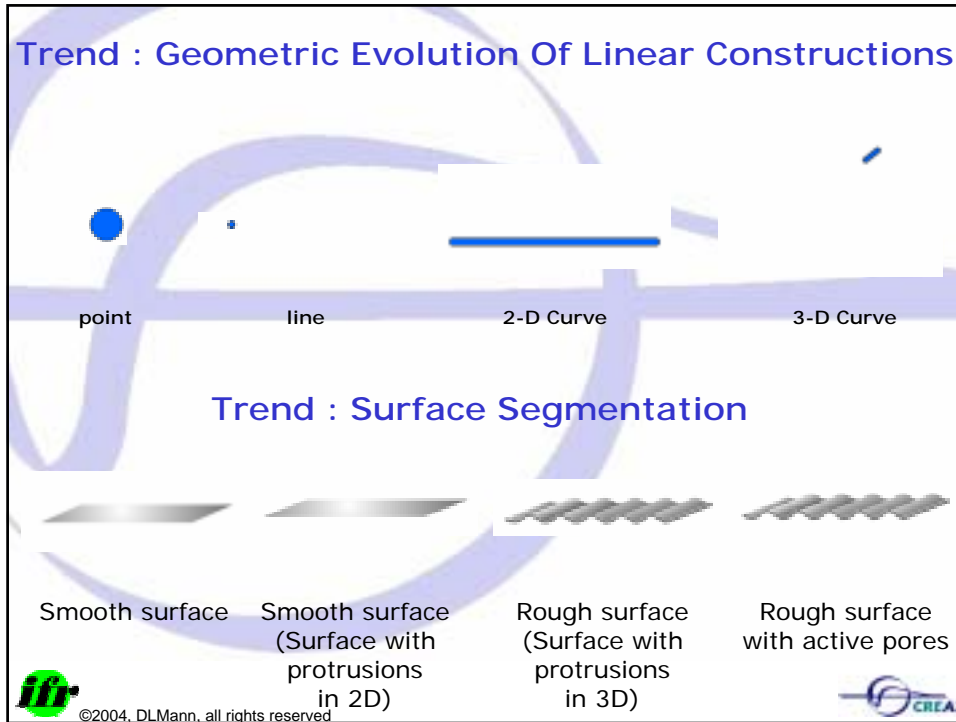 Trend : Geometric Evolution Of Linear Constructions
point line 2-D Curve 3-D Curve
Trend : Surface Segmentation
Smooth surface Smooth surface Rough surface Rough surface
(Surface with (Surface with with active pores
protrusions protrusions
in 2D) in 3D)
ifr
©2004, DLMann, all rights reserved
CREA